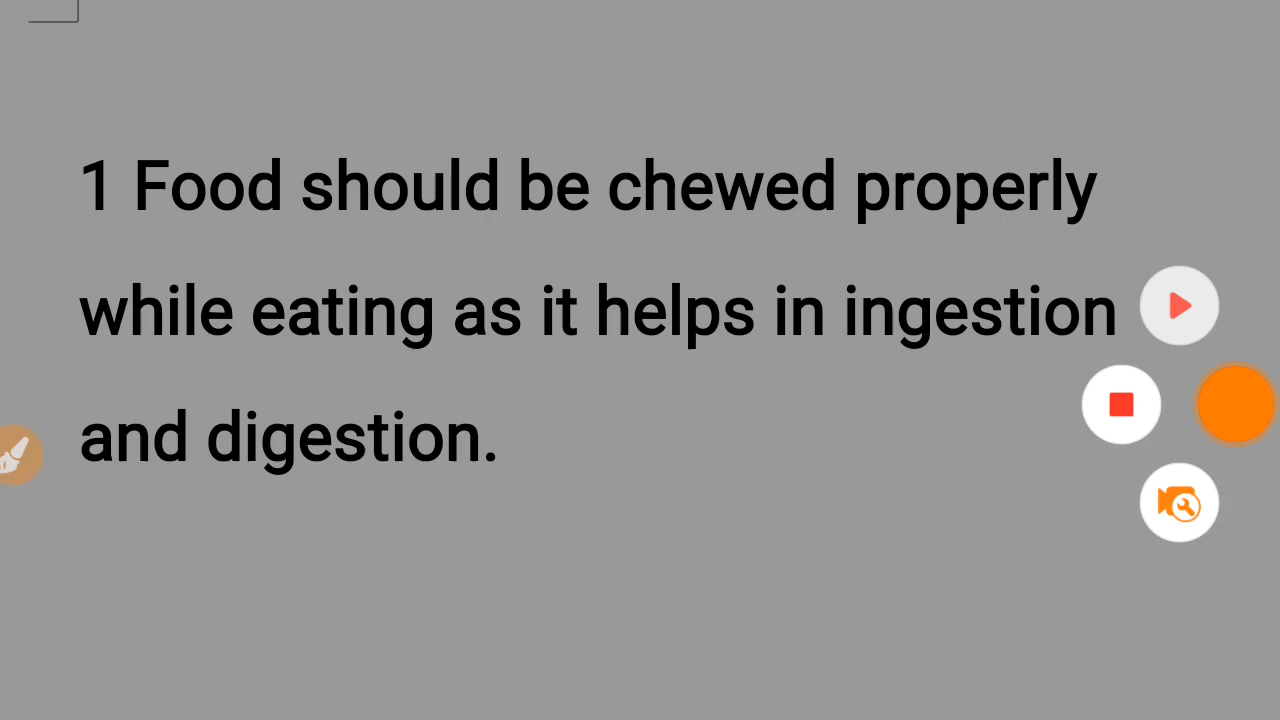 1 Food should be chewed properly
while eating as it helps in ingestion
and digestion.